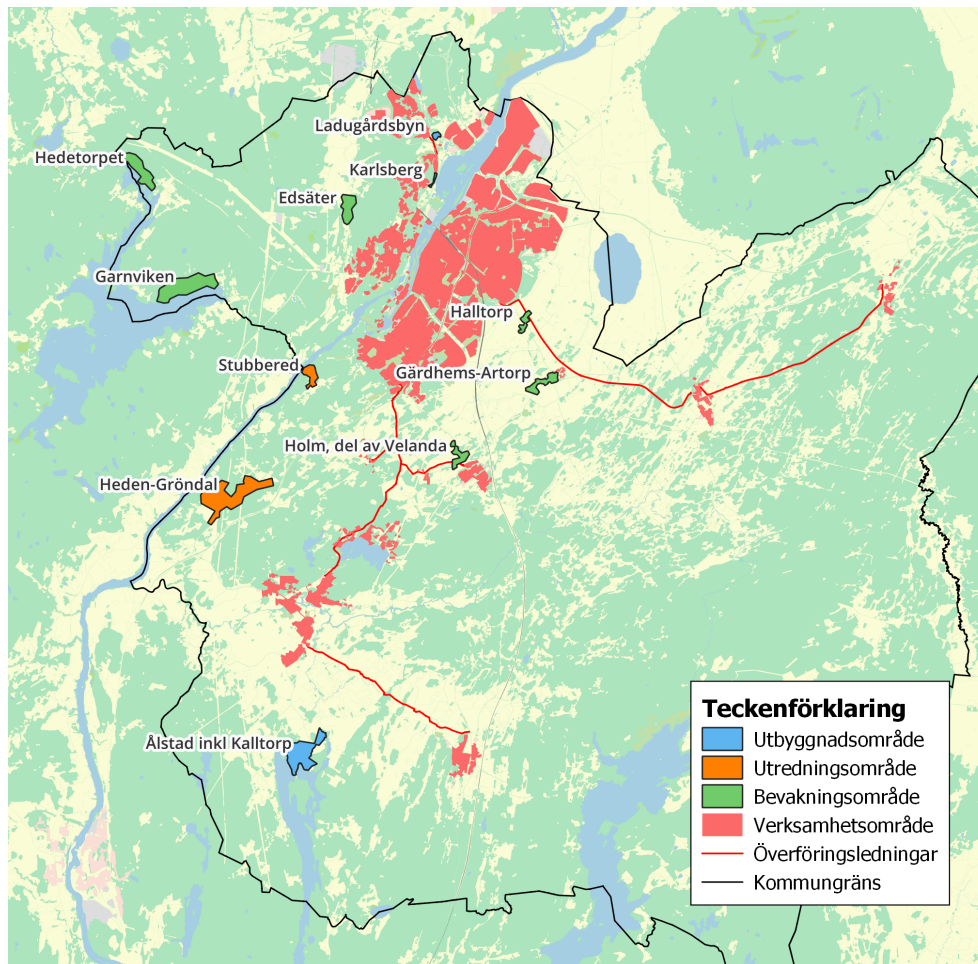 Ladugårdsbyn
Hedetorpet
Karlsberg
Edsäter
Garnviken
Halltorp
Stubbered
Gärdhems-Artorp
Holm, del av Velanda
Heden-Gröndal
Ålstad inkl Kalltorp
Teckenförklaring
Utbyggnadsområde
Utredningsområde
Bevakningsområde
Verksamhetsområde
Överföringsledningar
Kommungräns